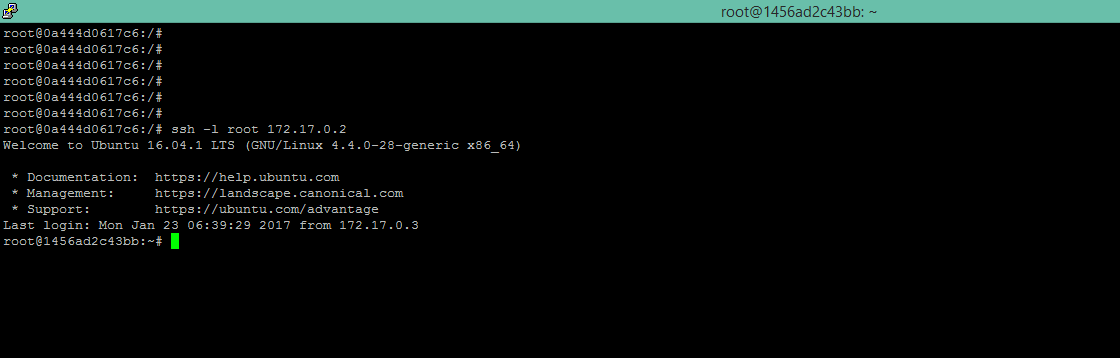 root@1456ad2c43bb: ~
root@0a444d0617c6:/#
root@0a444d0617c6:/#
root@0a444d0617c6:/#
root@0a444d0617c6:/#
root@0a444d0617c6:/#
root@0a444d0617c6:/#
root@0a444d0617c6:/# ssh -l root 172.17.0.2
Welcome to Ubuntu 16.04.1 LTS (GNU/Linux 4.4.0-28-generic x86_64)
* Documentation:  https://help.ubuntu.com
* Management:     https://landscape.canonical.com
* Support:        https://ubuntu.com/advantage
Last login: Mon Jan 23 06:39:29 2017 from 172.17.0.3
root@1456ad2c43bb:~#